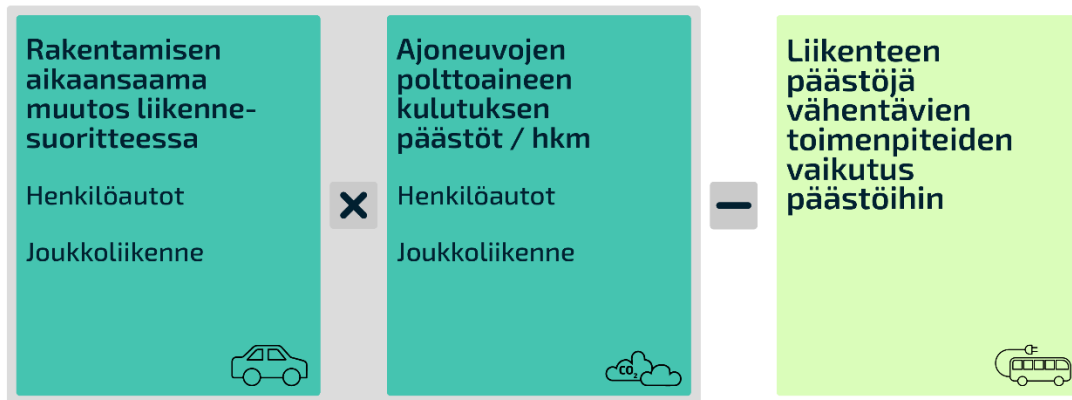 Rakentamisen
aikaansaama
muutos liikenne-
suoritteessa
Henkilöautot
Joukkoliikenne
×
Ajoneuvojen
polttoaineen
kulutuksen
päästöt / hkm
Henkilöautot
Joukkoliikenne
CO₂
−
Liikenteen
päästöjä
vähentävien
toimenpiteiden
vaikutus
päästöihin